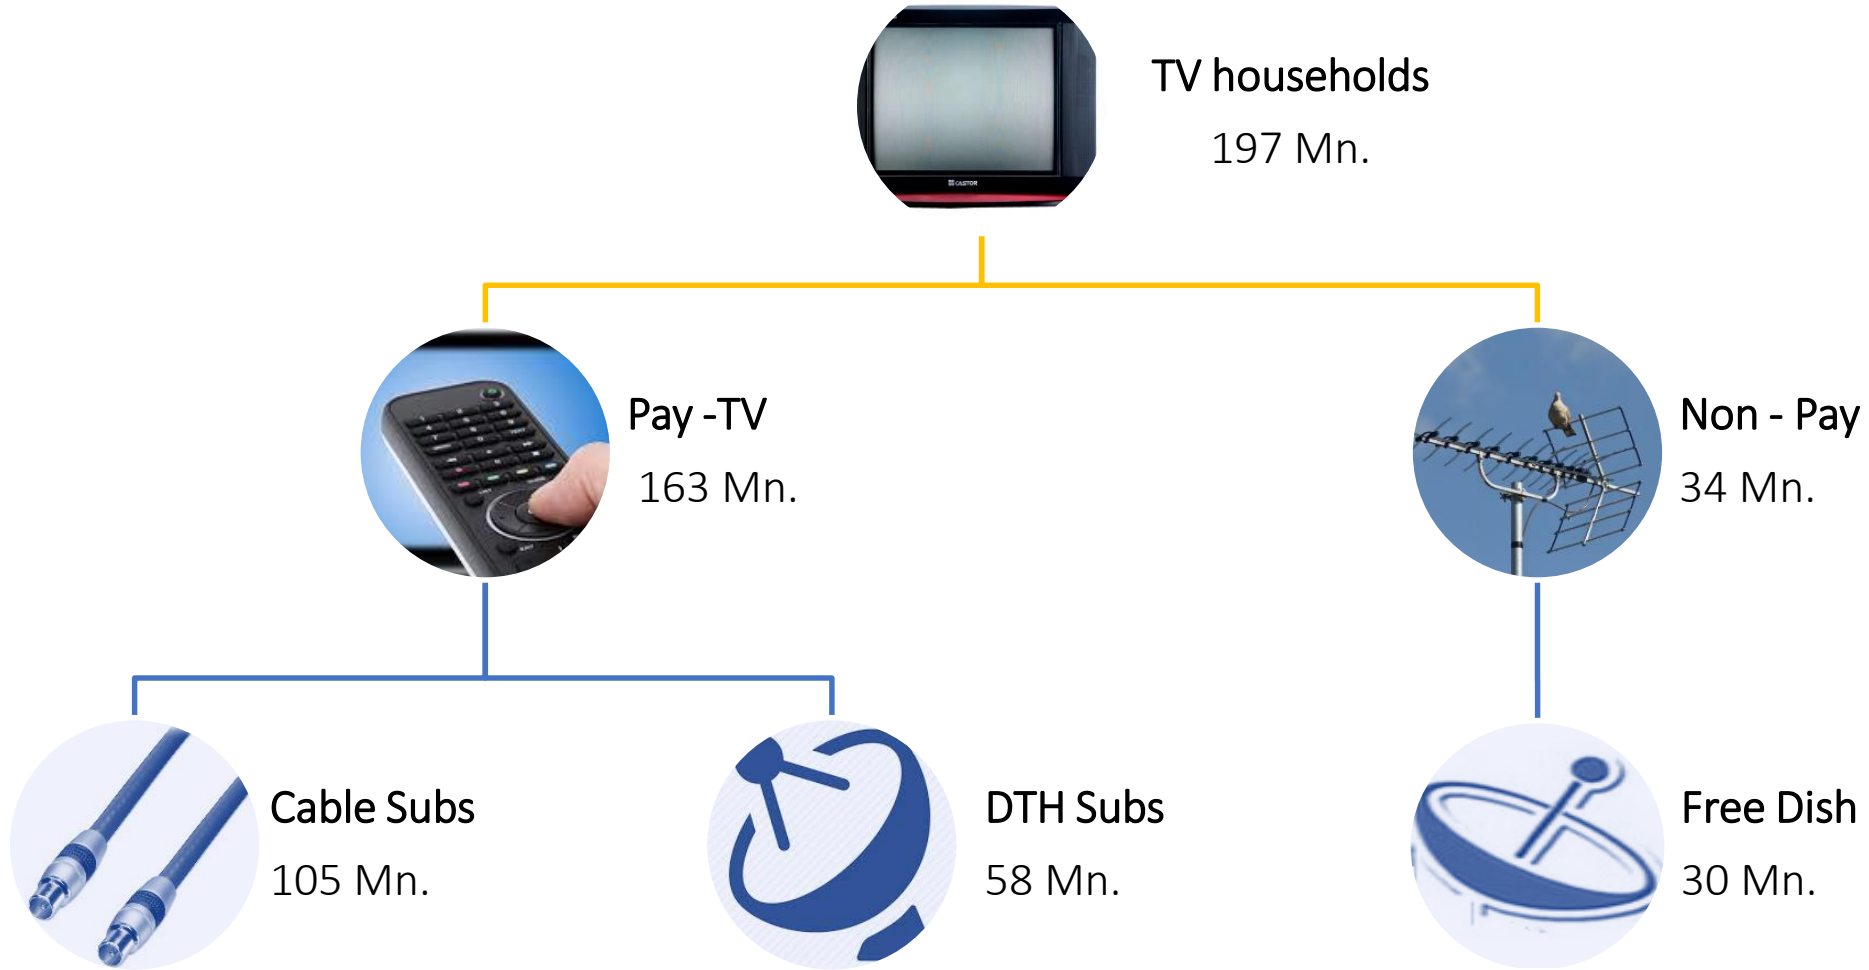 TV households
197 Mn.
CASTOR
Pay -TV
163 Mn.
Non - Pay
34 Mn.
Cable Subs
105 Mn.
DTH Subs
58 Mn.
Free Dish
30 Mn.